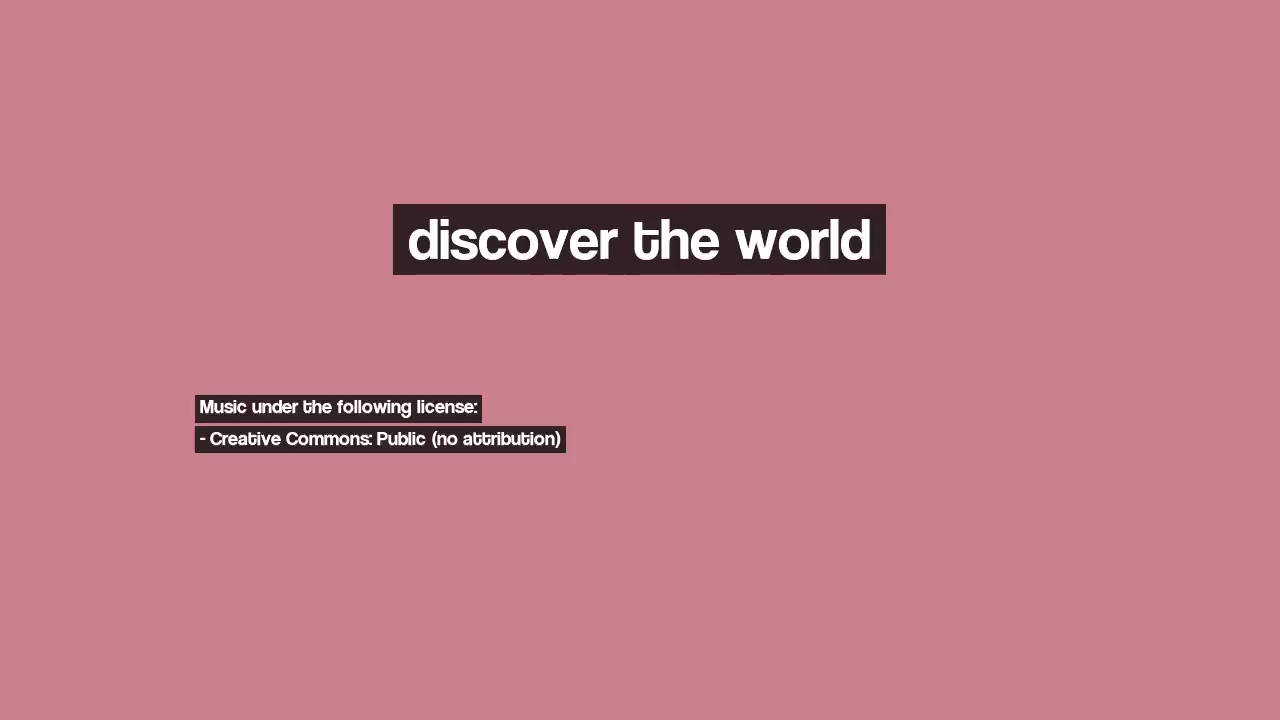 discover the world
Music under the following license:
- Creative Commons: Public (no attribution)